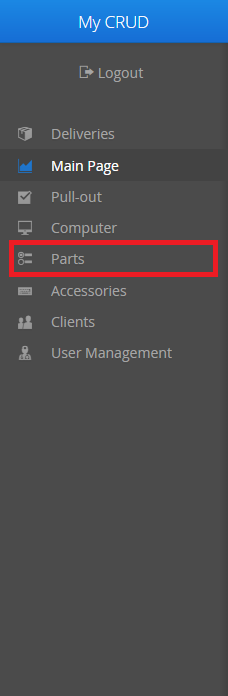 My CRUD
Logout
Deliveries
Main Page
Pull-out
Computer
Parts
Accessories
Clients
User Management